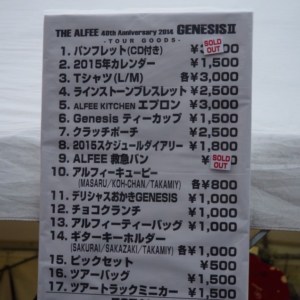 THE ALFEE 40th Anniversary 2014 GENESISⅡ
-TOUR GOODS-
1. パンフレット(CD付き) ¥ 00
SOLD OUT
2. 2015年カレンダー ¥1,500
3. Tシャツ(L/M) 各¥3,000
4. ラインストーンブレスレット ¥2,500
5. ALFEE KITCHEN エプロン ¥3,000
6. Genesis ティーカップ ¥1,500
7. クラッチポーチ ¥2,500
8. 2015スケジュールダイアリー ¥1,800
9. ALFEE 救急バン ¥
SOLD OUT
10. アルフィーキューピー
(MASARU/KOH-CHAN/TAKAMIY) 各¥800
11. デリシャスおかきGENESIS ¥1,000
12. チョコクランチ ¥1,000
13. アルフィーティーバッグ ¥1,000
14. ギターキーホルダー
(SAKURAI/SAKAZAKI/TAKAMIY) 各¥1,000
15. ピックセット ¥500
16. ツアーバッグ ¥1,500
17. ツアートラックミニカー ¥1,500